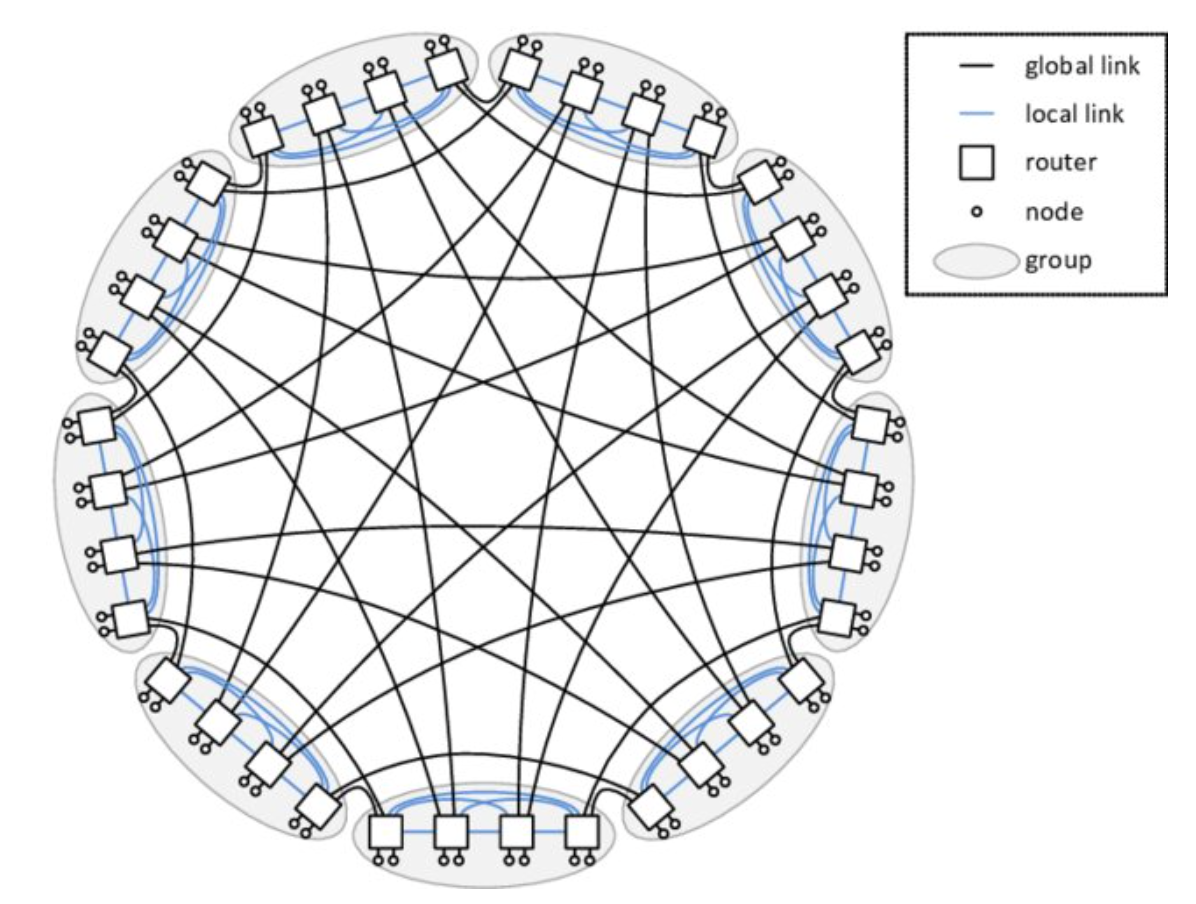 global link
local link
router
node
group